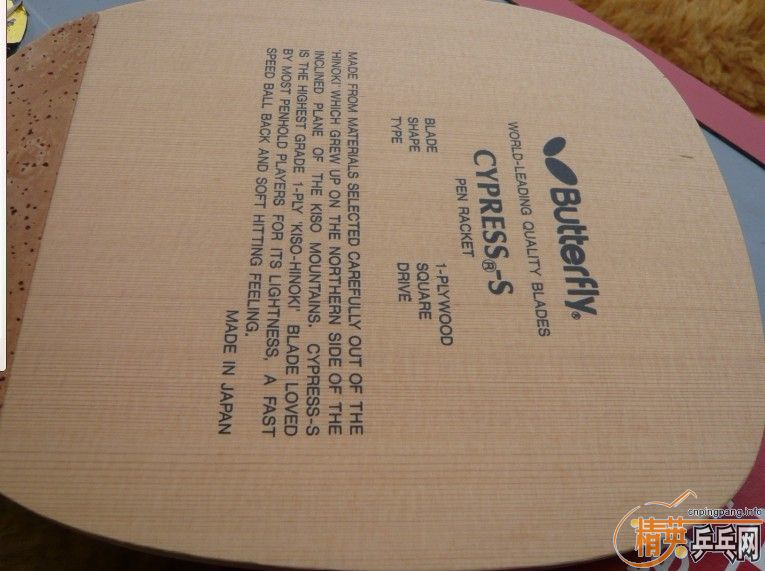 Butterfly®
WORLD-LEADING QUALITY BLADES
CYPRESS®-S
PEN RACKET
BLADE 1-PLYWOOD
SHAPE SQUARE
TYPE DRIVE
MADE FROM MATERIALS SELECTED CAREFULLY OUT OF THE
'HINOKI' WHICH GREW UP ON THE NORTHERN SIDE OF THE
INCLINED PLANE OF THE KISO MOUNTAINS. CYPRESS-S
IS THE HIGHEST GRADE 1-PLY 'KISO-HINOKI' BLADE LOVED
BY MOST PENHOLD PLAYERS FOR ITS LIGHTNESS, A FAST
SPEED BALL BACK AND SOFT HITTING FEELING.
MADE IN JAPAN
cnpingpang.info
精英乒乓网